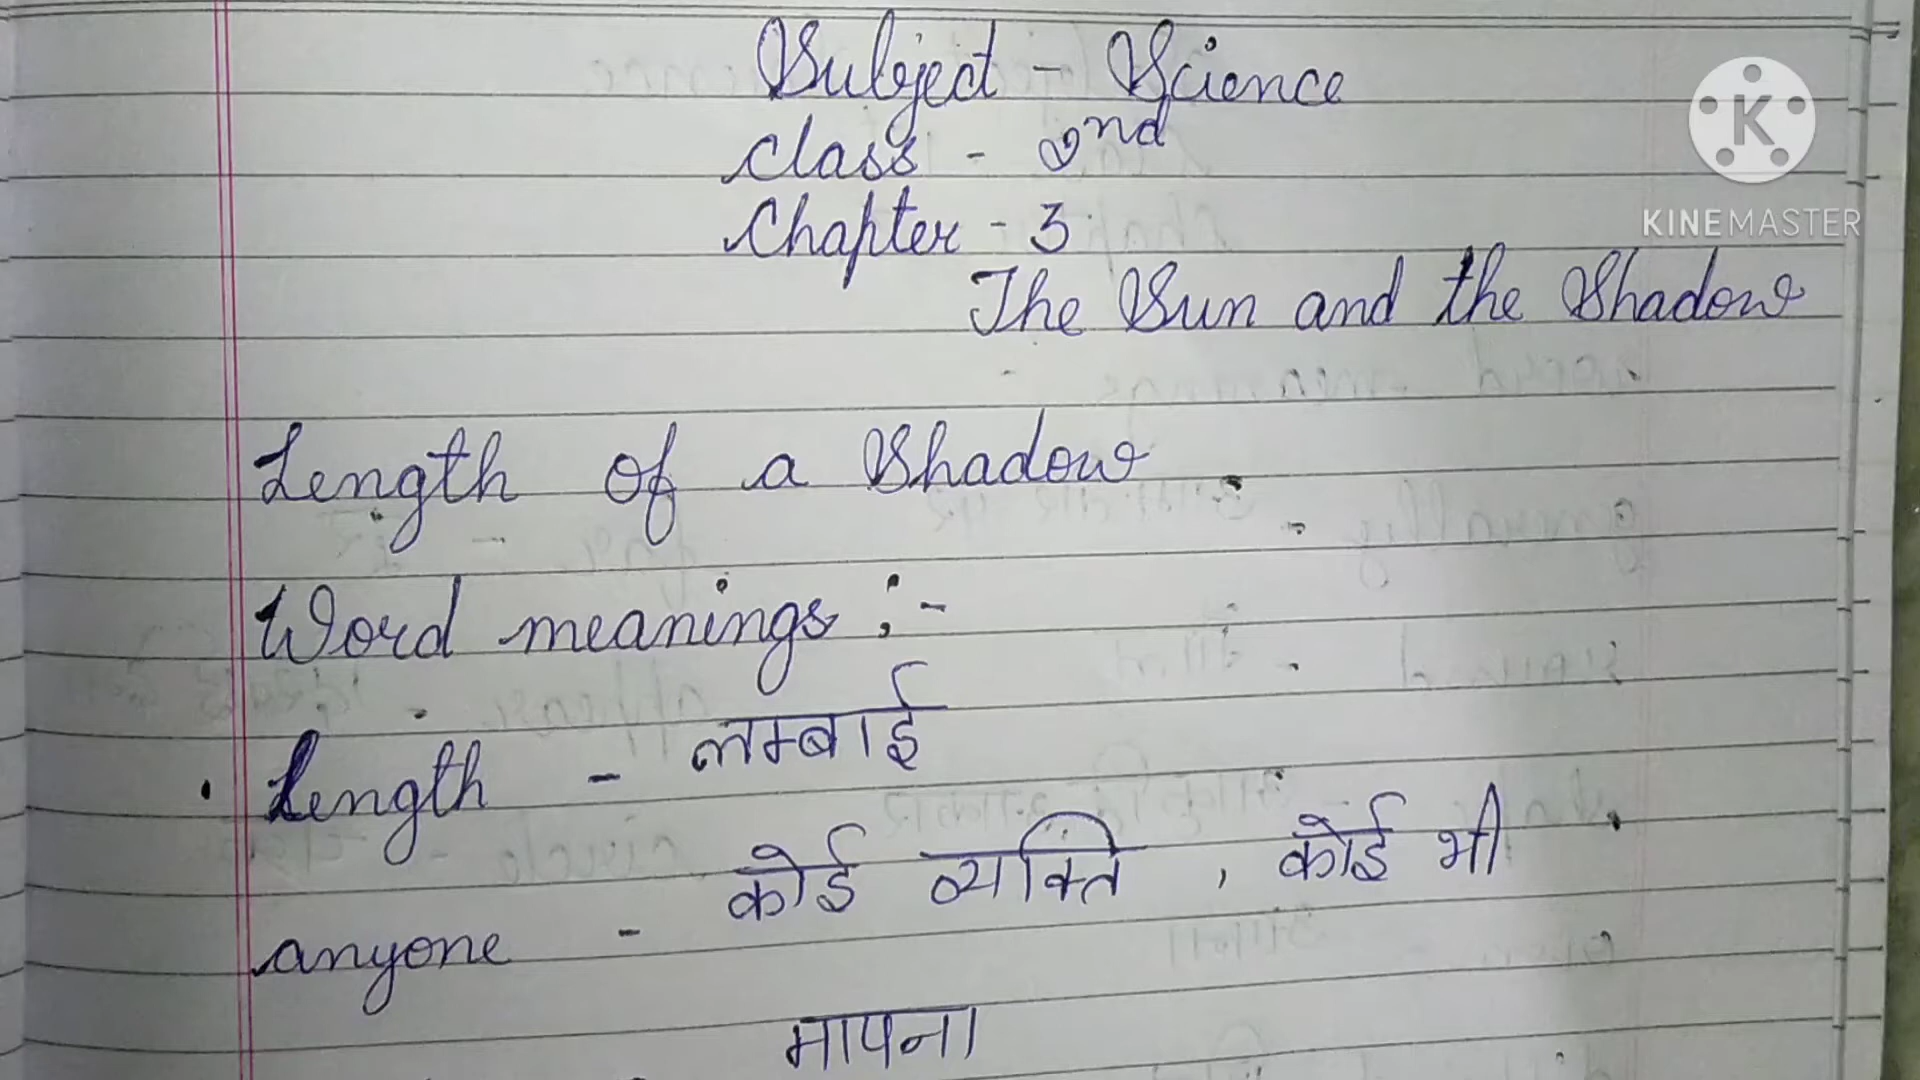 Subject - Science
Class - 2nd
Chapter - 3
The Sun and the Shadow
Length of a Shadow
Word meanings :-
Length - लम्बाई
anyone - कोई व्यक्ति , कोई भी
मापना
K
KINEMASTER